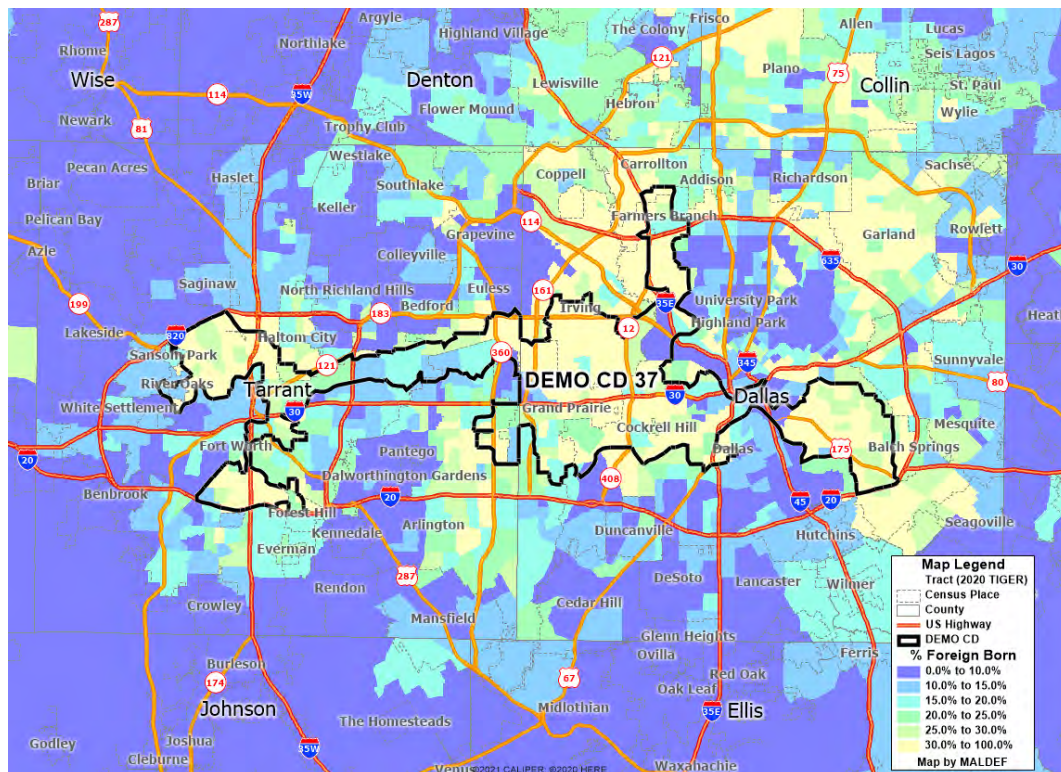 287
Argyle
Northlake
Highland Village
The Colony
Frisco
Allen
Lucas
Rhome
Seis Lagos
121
Wise
Denton
Lewisville
Plano
75
Collin
St. Paul
114
35W
Flower Mound
Hebron
Wylie
Newark
81
Trophy Club
Westlake
Carrollton
Pecan Acres
Haslet
Southlake
Coppell
Addison
Richardson
Sachse
Briar
Keller
Pelican Bay
114
Farmers Branch
Grapevine
Garland
Rowlett
Azle
Colleyville
635
30
Saginaw
North Richland Hills
Euless
161
35E
University Park
199
183
Bedford
Irving
Highland Park
Heath
Lakeside
320
Haltom City
12
Sansom Park
121
360
345
Sunnyvale
River Oaks
Tarrant
DEMO CD 37
30
80
White Settlement
30
Grand Prairie
Dallas
Fort Worth
Pantego
Cockrell Hill
Dallas
175
Mesquite
20
Dalworthington Gardens
408
Balch Springs
Benbrook
20
45
20
Forest Hill
Arlington
Duncanville
Hutchins
Seagoville
Kennedale
Everman
287
Rendon
DeSoto
Lancaster
Wilmer
Crowley
Mansfield
Cedar Hill
Glenn Heights
Ovilla
Ferris
Burleson
67
Red Oak
174
Oak Leaf
Johnson
The Homesteads
Midlothian
35E
Ellis
Godley
Joshua
35W
Cleburne
Venus
©2021 CALIPER; ©2020 HERE
Waxahachie
Map Legend
Tract (2020 TIGER)
Census Place
County
US Highway
DEMO CD
% Foreign Born
0.0% to 10.0%
10.0% to 15.0%
15.0% to 20.0%
20.0% to 25.0%
25.0% to 30.0%
30.0% to 100.0%
Map by MALDEF